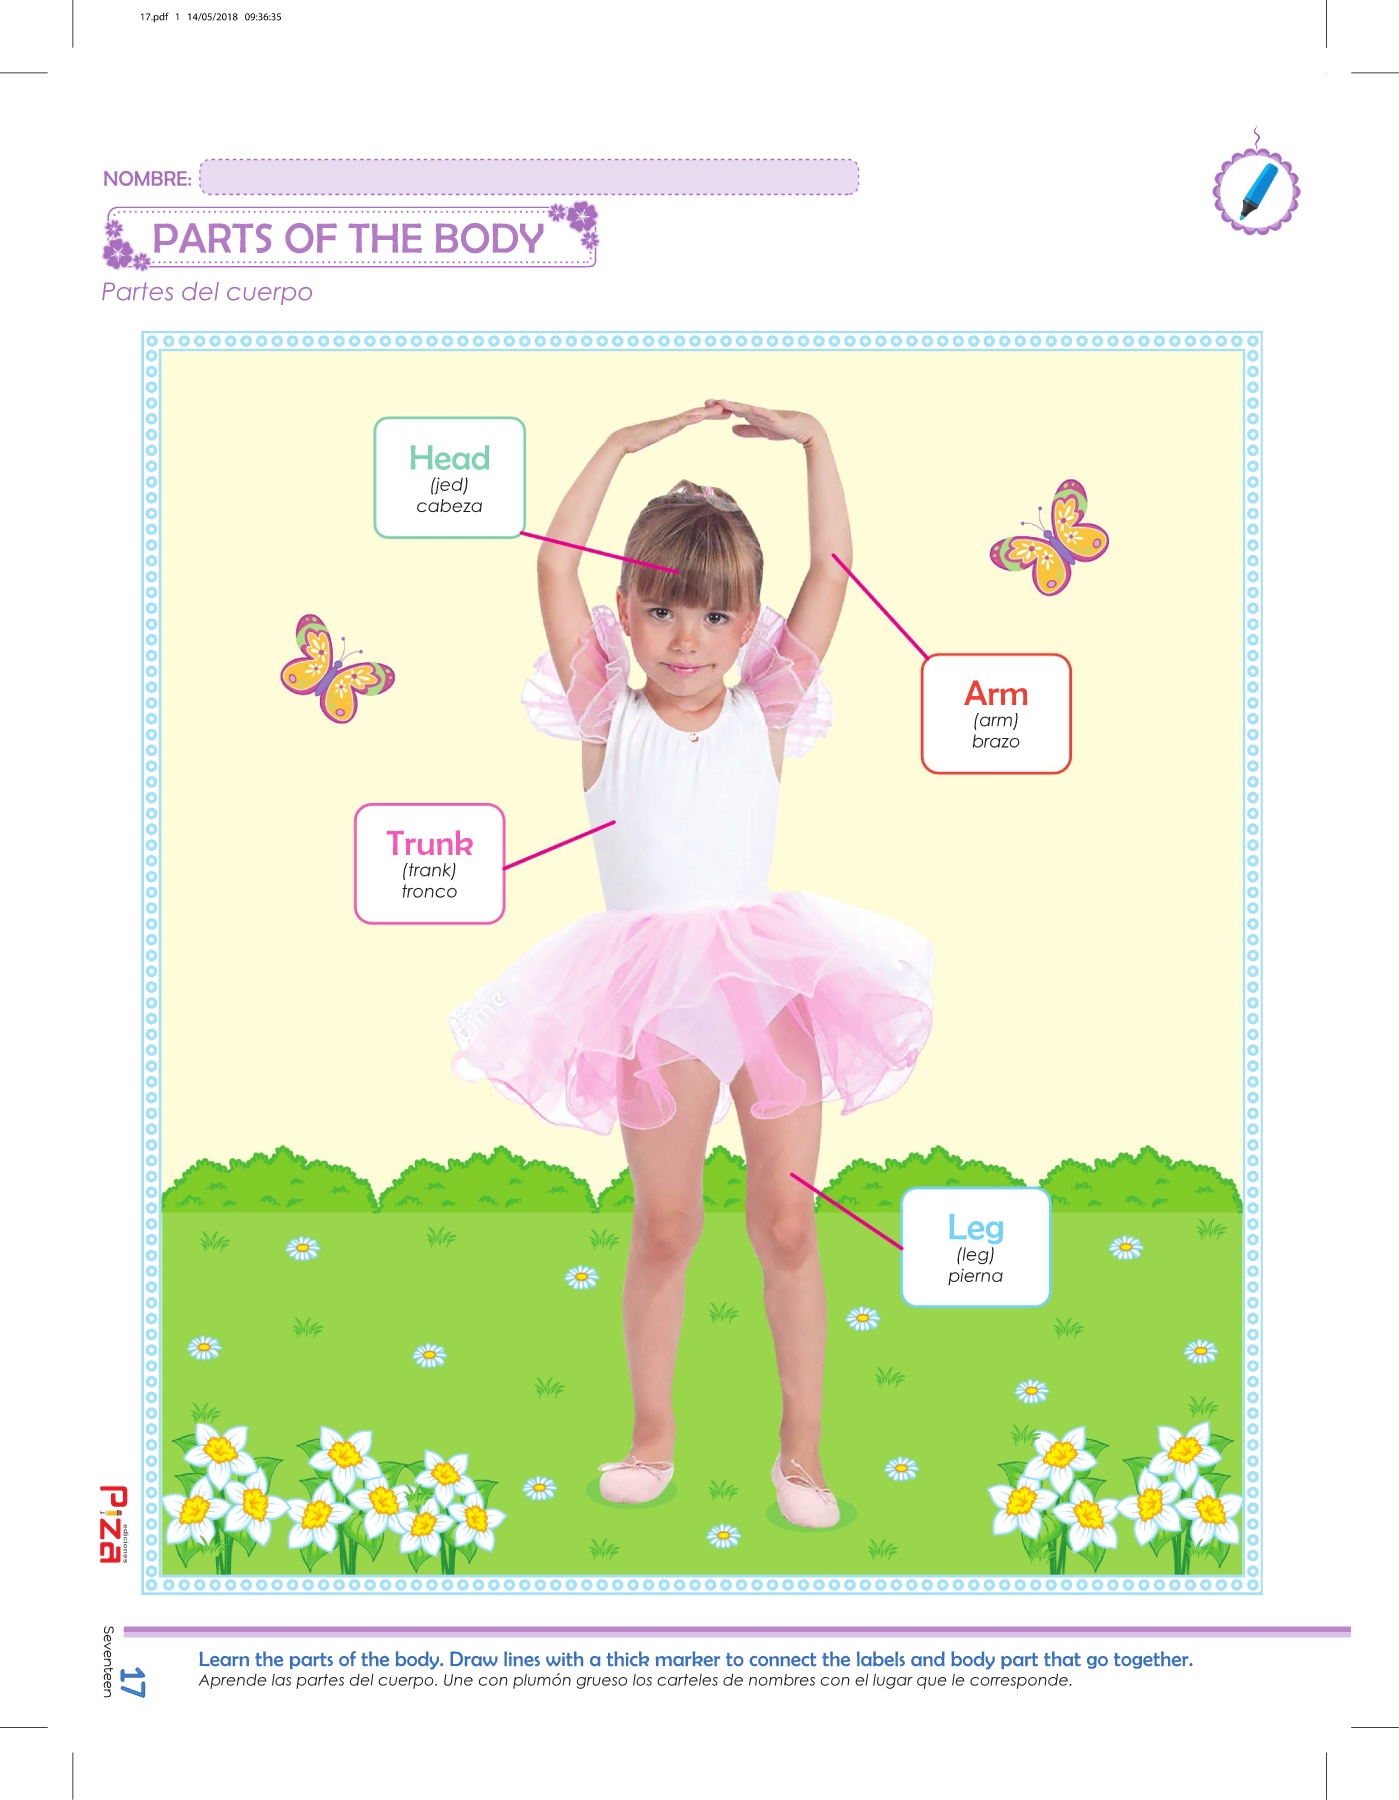 17.pdf 1 14/05/2018 09:36:35
NOMBRE:
PARTS OF THE BODY
Partes del cuerpo
Head
(jed)
cabeza
Arm
(arm)
brazo
Trunk
(trank)
tronco
Leg
(leg)
pierna
Piza
ediciones
Seventeen
17
Learn the parts of the body. Draw lines with a thick marker to connect the labels and body part that go together.
Aprende las partes del cuerpo. Une con plumón grueso los carteles de nombres con el lugar que le corresponde.